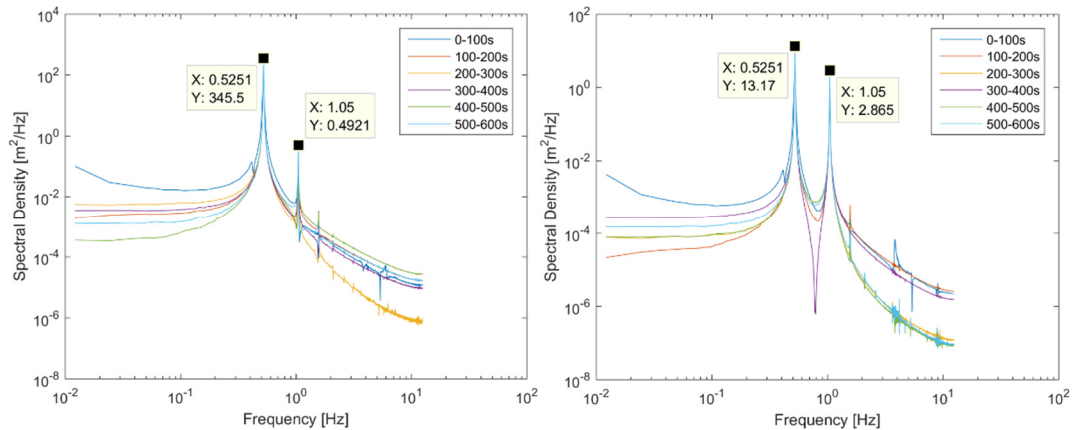 10^4
10^2
10^0
10^-2
10^-4
10^-6
10^-8
Spectral Density [m^2/Hz]
X: 0.5251
Y: 345.5
X: 1.05
Y: 0.4921
0-100s
100-200s
200-300s
300-400s
400-500s
500-600s
10^-2
10^-1
10^0
10^1
10^2
Frequency [Hz]
10^2
10^0
10^-2
10^-4
10^-6
10^-8
Spectral Density [m^2/Hz]
X: 0.5251
Y: 13.17
X: 1.05
Y: 2.865
0-100s
100-200s
200-300s
300-400s
400-500s
500-600s
10^-2
10^-1
10^0
10^1
10^2
Frequency [Hz]